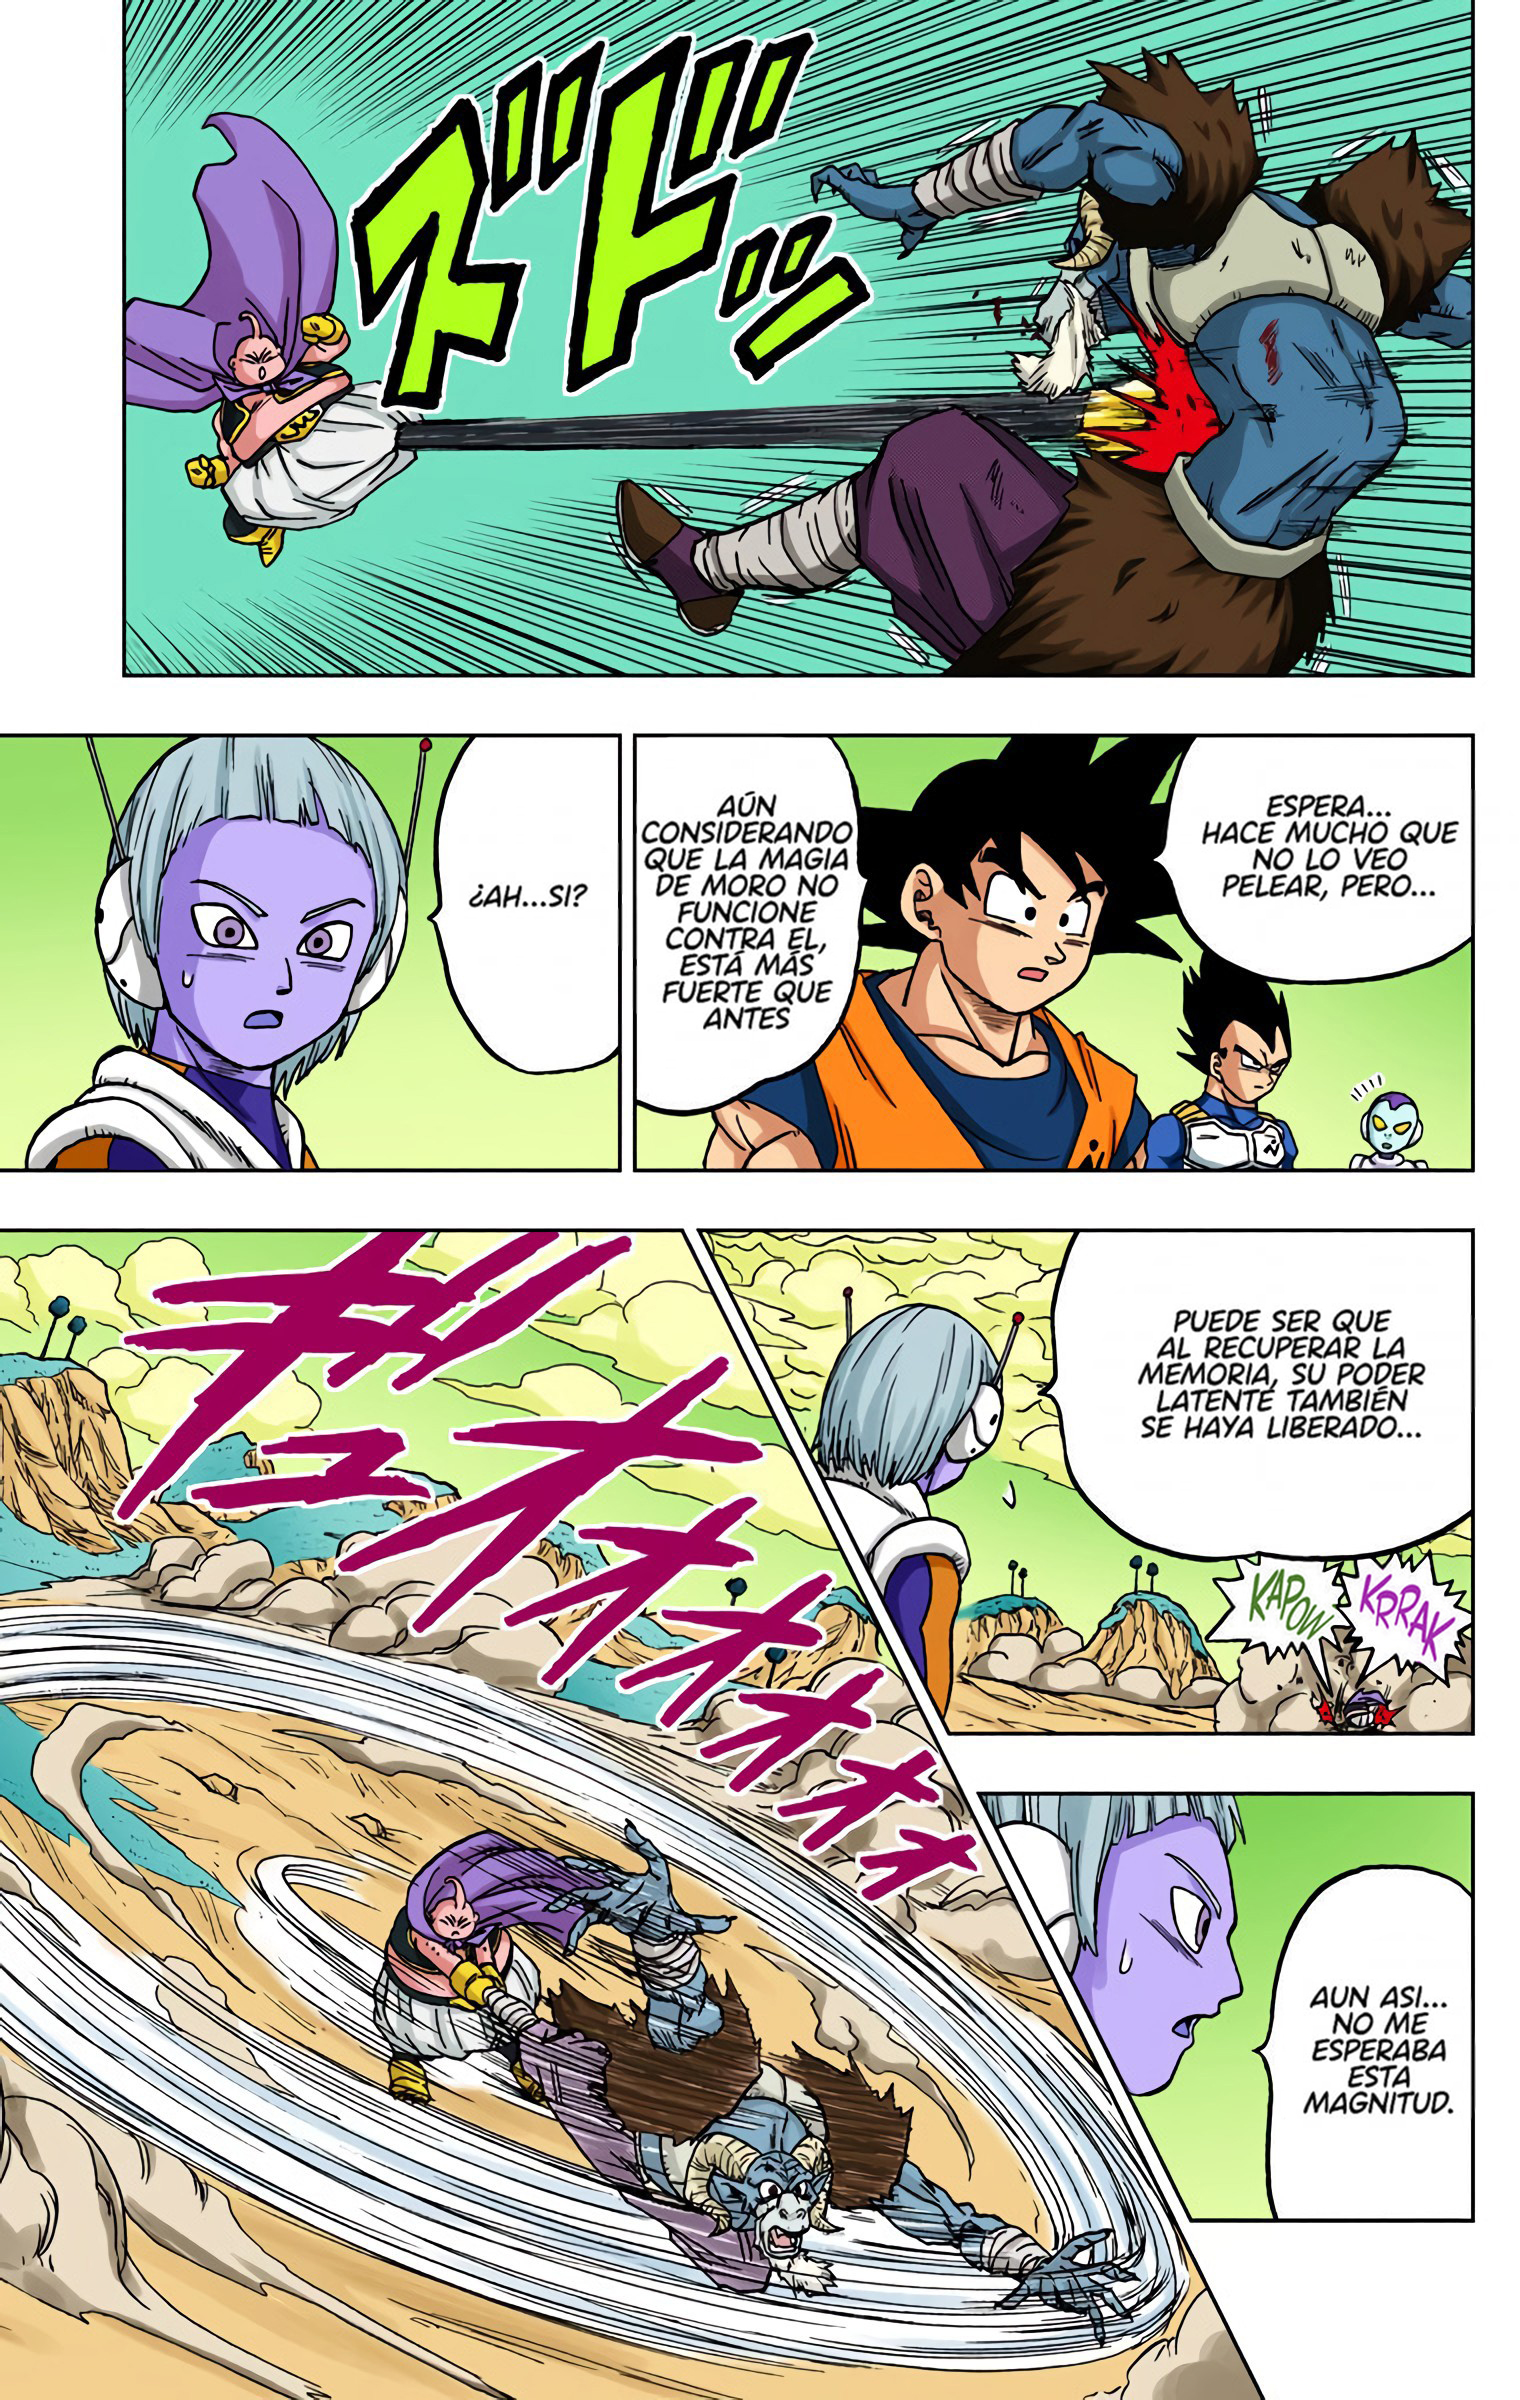 ズドッ
ESPERA...
HACE MUCHO QUE
NO LO VEO
PELEAR, PERO...
AÚN
CONSIDERANDO
QUE LA MAGIA
DE MORO NO
FUNCIONE
CONTRA EL,
ESTÁ MÁS
FUERTE QUE
ANTES
¿AH...SI?
PUEDE SER QUE
AL RECUPERAR LA
MEMORIA, SU PODER
LATENTE TAMBIÉN
SE HAYA LIBERADO...
KAPOW
KRRAK
AUN ASI...
NO ME
ESPERABA
ESTA
MAGNITUD.
ギュオオオオオオ